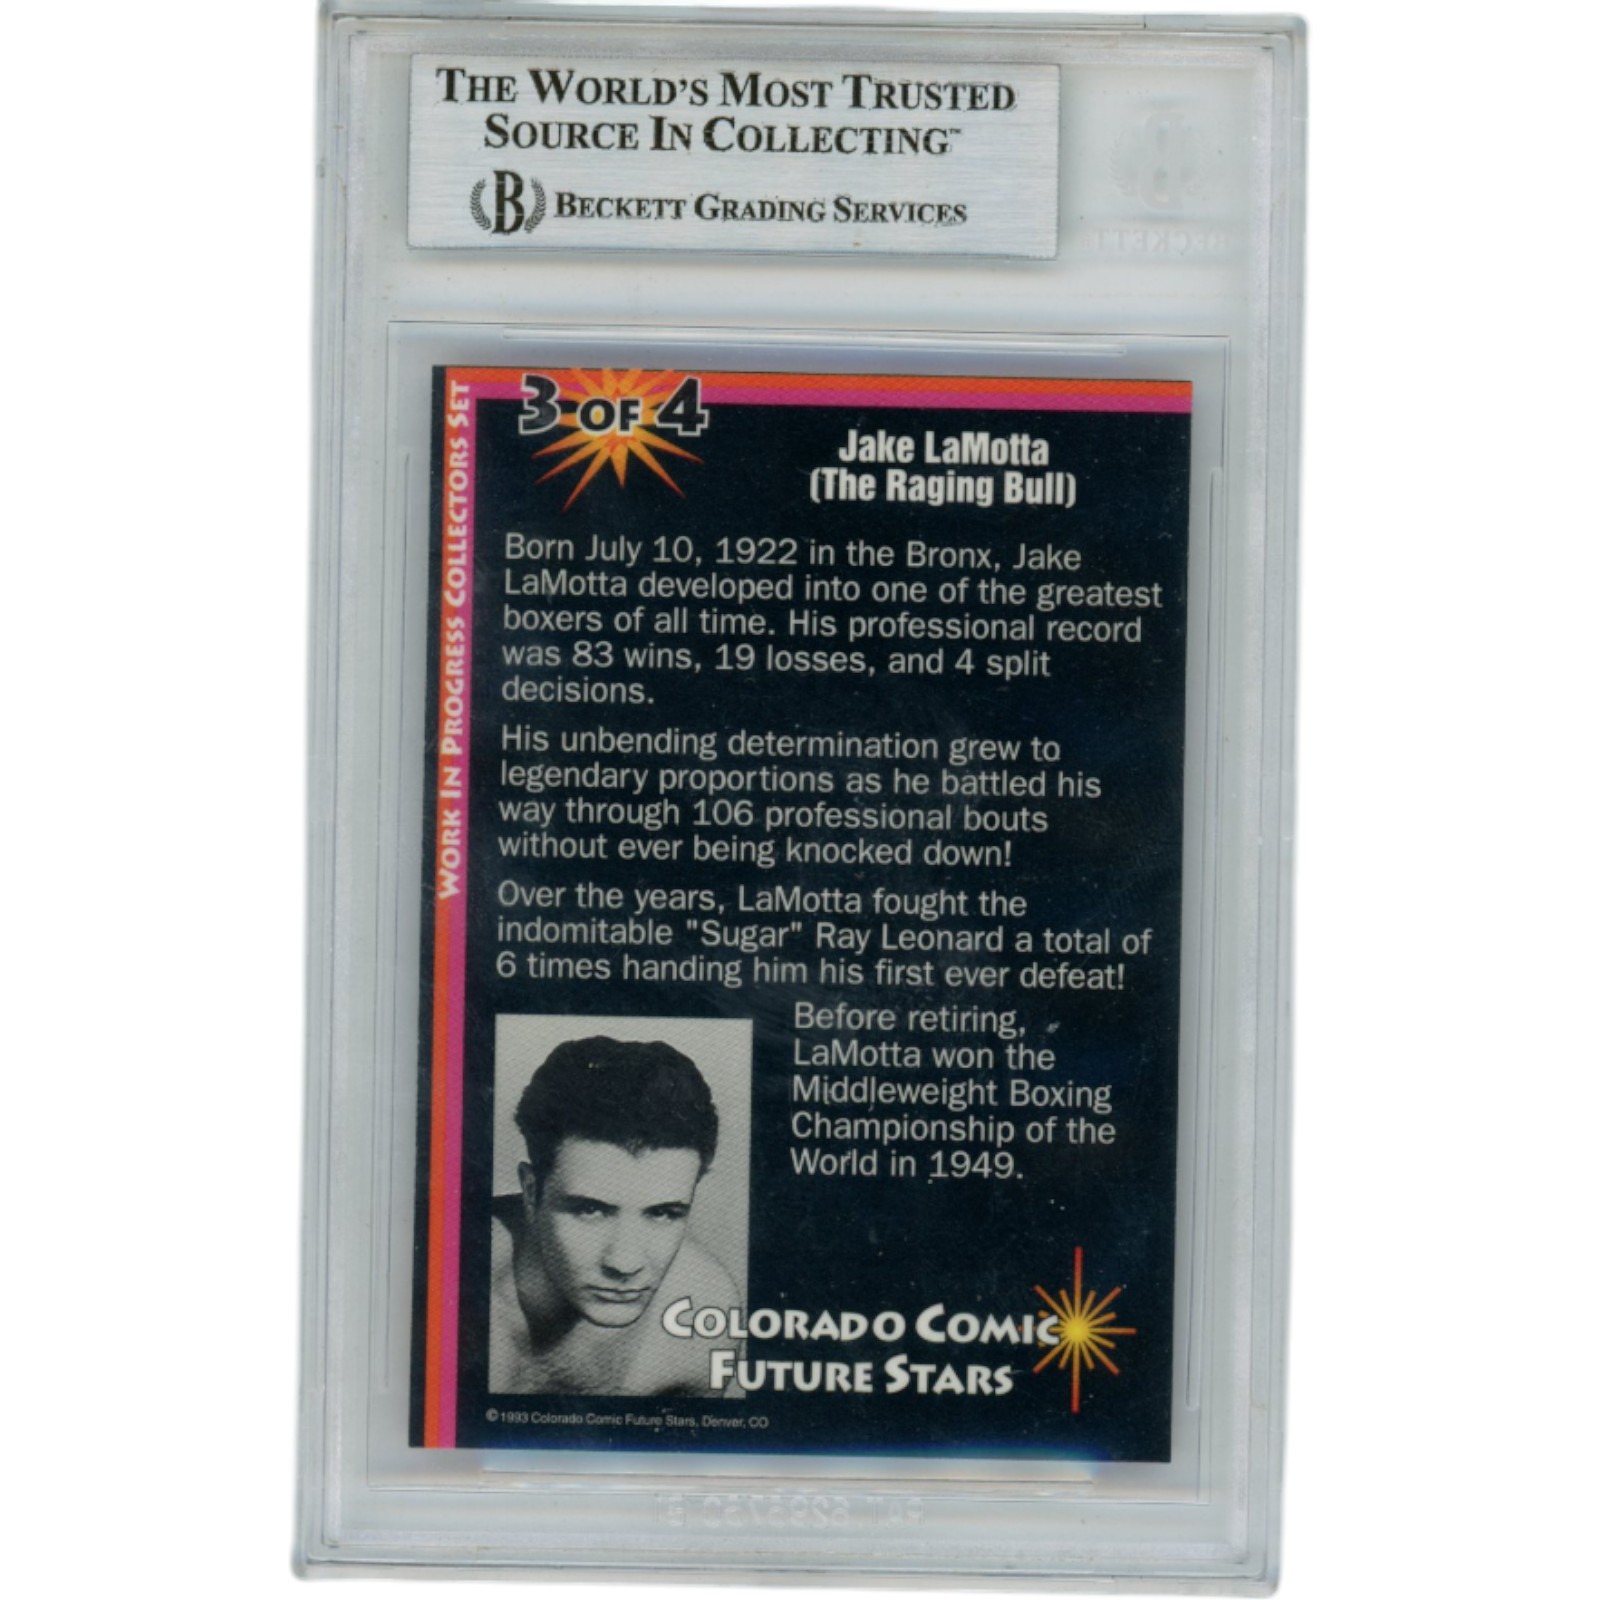 THE WORLD'S MOST TRUSTED
SOURCE IN COLLECTING™
B BECKETT GRADING SERVICES
WORK IN PROGRESS COLLECTORS SET
3 OF 4
Jake LaMotta
(The Raging Bull)
Born July 10, 1922 in the Bronx, Jake
LaMotta developed into one of the greatest
boxers of all time. His professional record
was 83 wins, 19 losses, and 4 split
decisions.
His unbending determination grew to
legendary proportions as he battled his
way through 106 professional bouts
without ever being knocked down!
Over the years, LaMotta fought the
indomitable "Sugar" Ray Leonard a total of
6 times handing him his first ever defeat!
Before retiring,
LaMotta won the
Middleweight Boxing
Championship of the
World in 1949.
COLORADO COMIC
FUTURE STARS
©1993 Colorado Comic Future Stars, Denver, CO